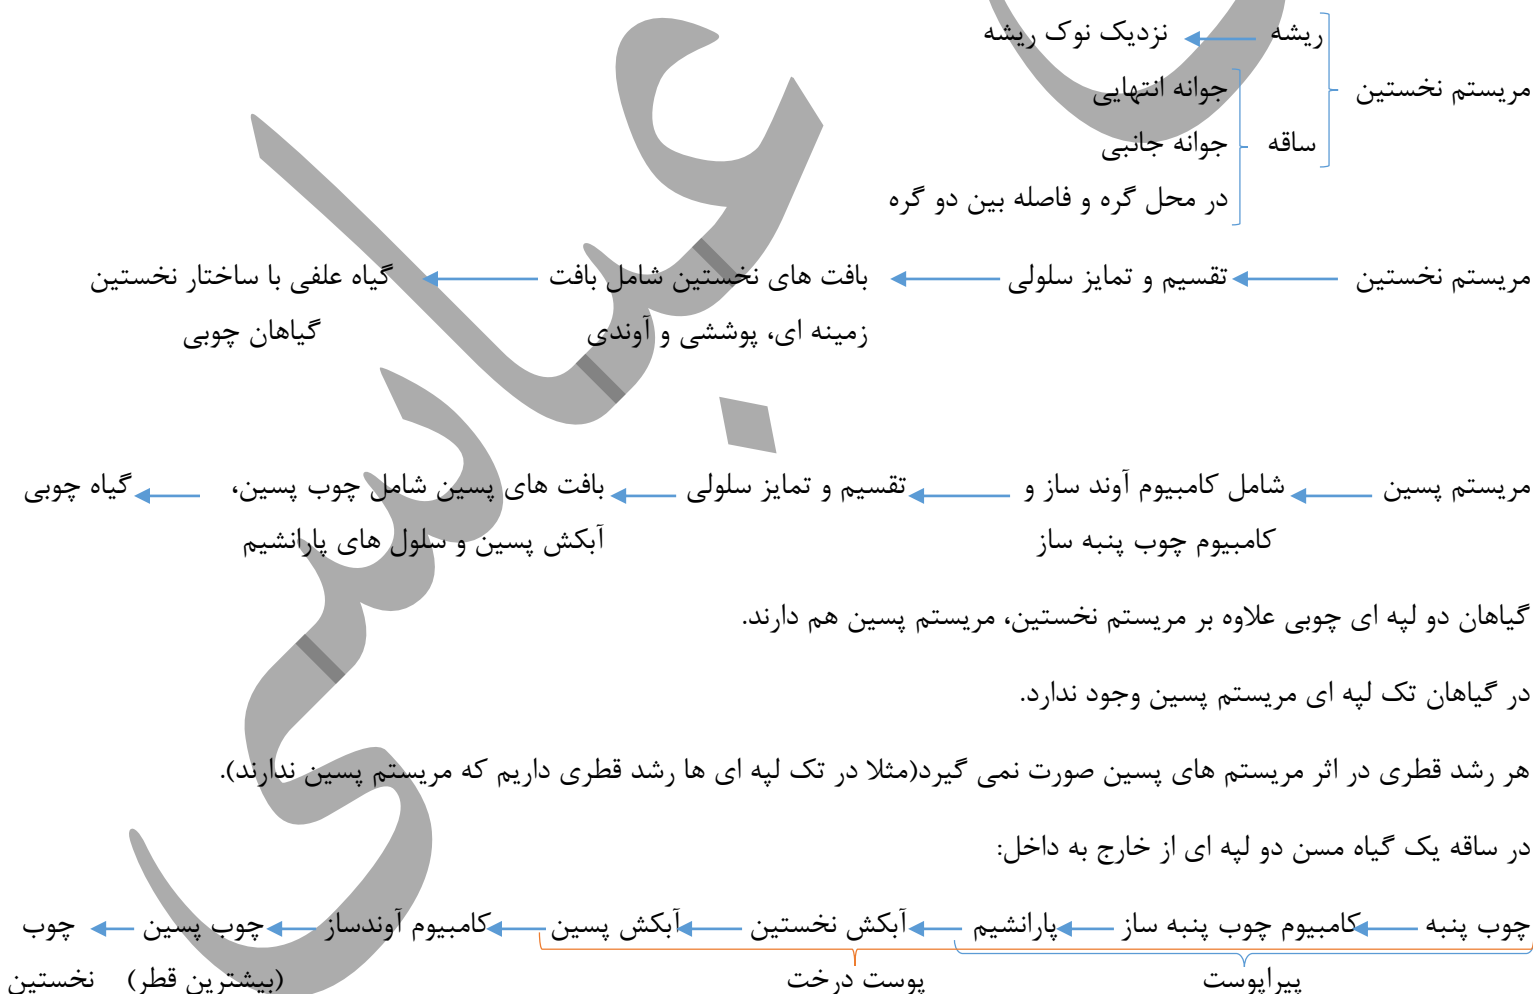 ریشه نزدیک نوک ریشه
مریستم نخستین جوانه انتهایی
ساقه جوانه جانبی
در محل گره و فاصله بین دو گره
مریستم نخستین تقسیم و تمایز سلولی بافت های نخستین شامل بافت گیاه علفی با ساختار نخستین
زمینه ای، پوششی و آوندی گیاهان چوبی
مریستم پسین شامل کامبیوم آوند ساز و تقسیم و تمایز سلولی بافت های پسین شامل چوب پسین، گیاه چوبی
کامبیوم چوب پنبه ساز آبکش پسین و سلول های پارانشیم
گیاهان دو لپه ای چوبی علاوه بر مریستم نخستین، مریستم پسین هم دارند.
در گیاهان تک لپه ای مریستم پسین وجود ندارد.
هر رشد قطری در اثر مریستم های پسین صورت نمی گیرد(مثلا در تک لپه ای ها رشد قطری داریم که مریستم پسین ندارند).
در ساقه یک گیاه مسن دو لپه ای از خارج به داخل:
چوب پنبه کامبیوم چوب پنبه ساز پارانشیم آبکش نخستین آبکش پسین کامبیوم آوندساز چوب پسین چوب
پیراپوست پوست درخت (بیشترین قطر) نخستین
عباسی